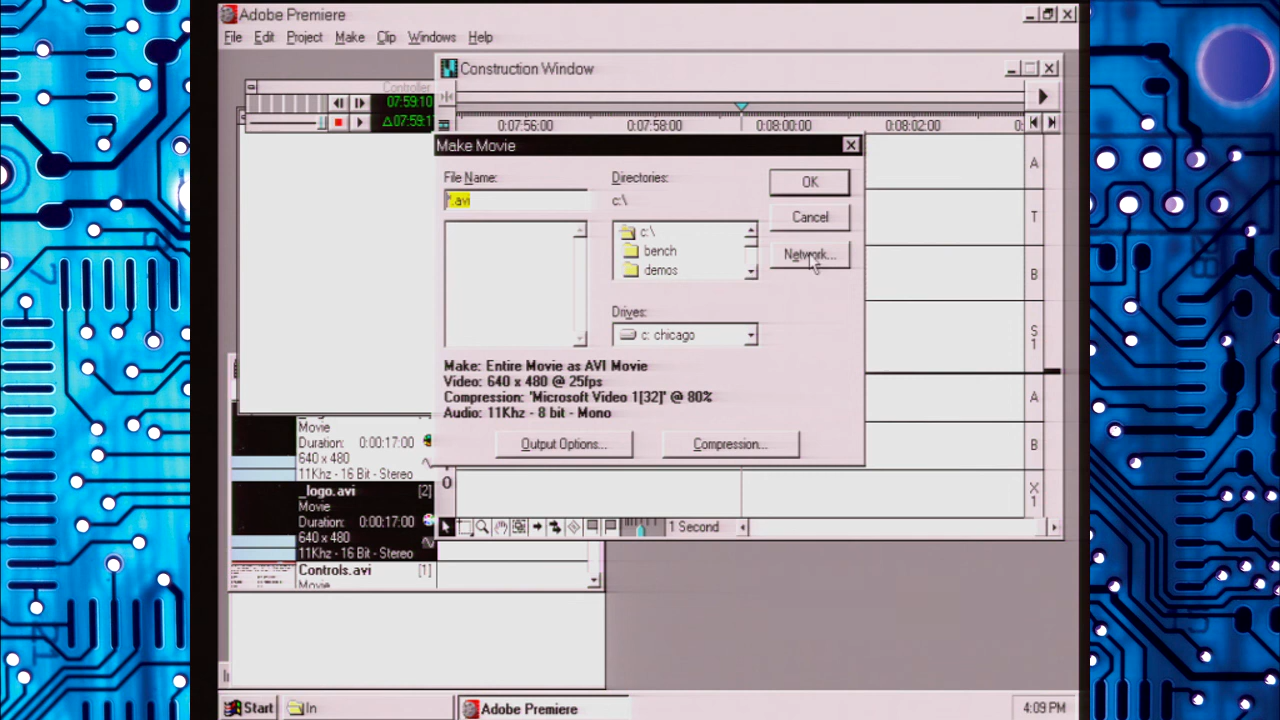 Adobe Premiere
File Edit Project Make Clip Windows Help
Construction Window
Controller
07:59:10
△07:59:1
0:07:56:00 0:07:58:00 0:08:00:00 0:08:02:00 0:
Make Movie
File Name:
*.avi
Directories:
c:\
c:\
bench
demos
Drives:
c: chicago
OK
Cancel
Network...
Make: Entire Movie as AVI Movie
Video: 640 x 480 @ 25fps
Compression: 'Microsoft Video 1[32]' @ 80%
Audio: 11Khz - 8 bit - Mono
Output Options... Compression...
A
T
B
S
1
A
B
X
1
Movie
Duration: 0:00:17:00
640 x 480
11Khz - 16 Bit - Stereo
_logo.avi [2]
Movie
Duration: 0:00:17:00
640 x 480
11Khz - 16 Bit - Stereo
Controls.avi [1]
Movie
1 Second
Start In Adobe Premiere 4:09 PM